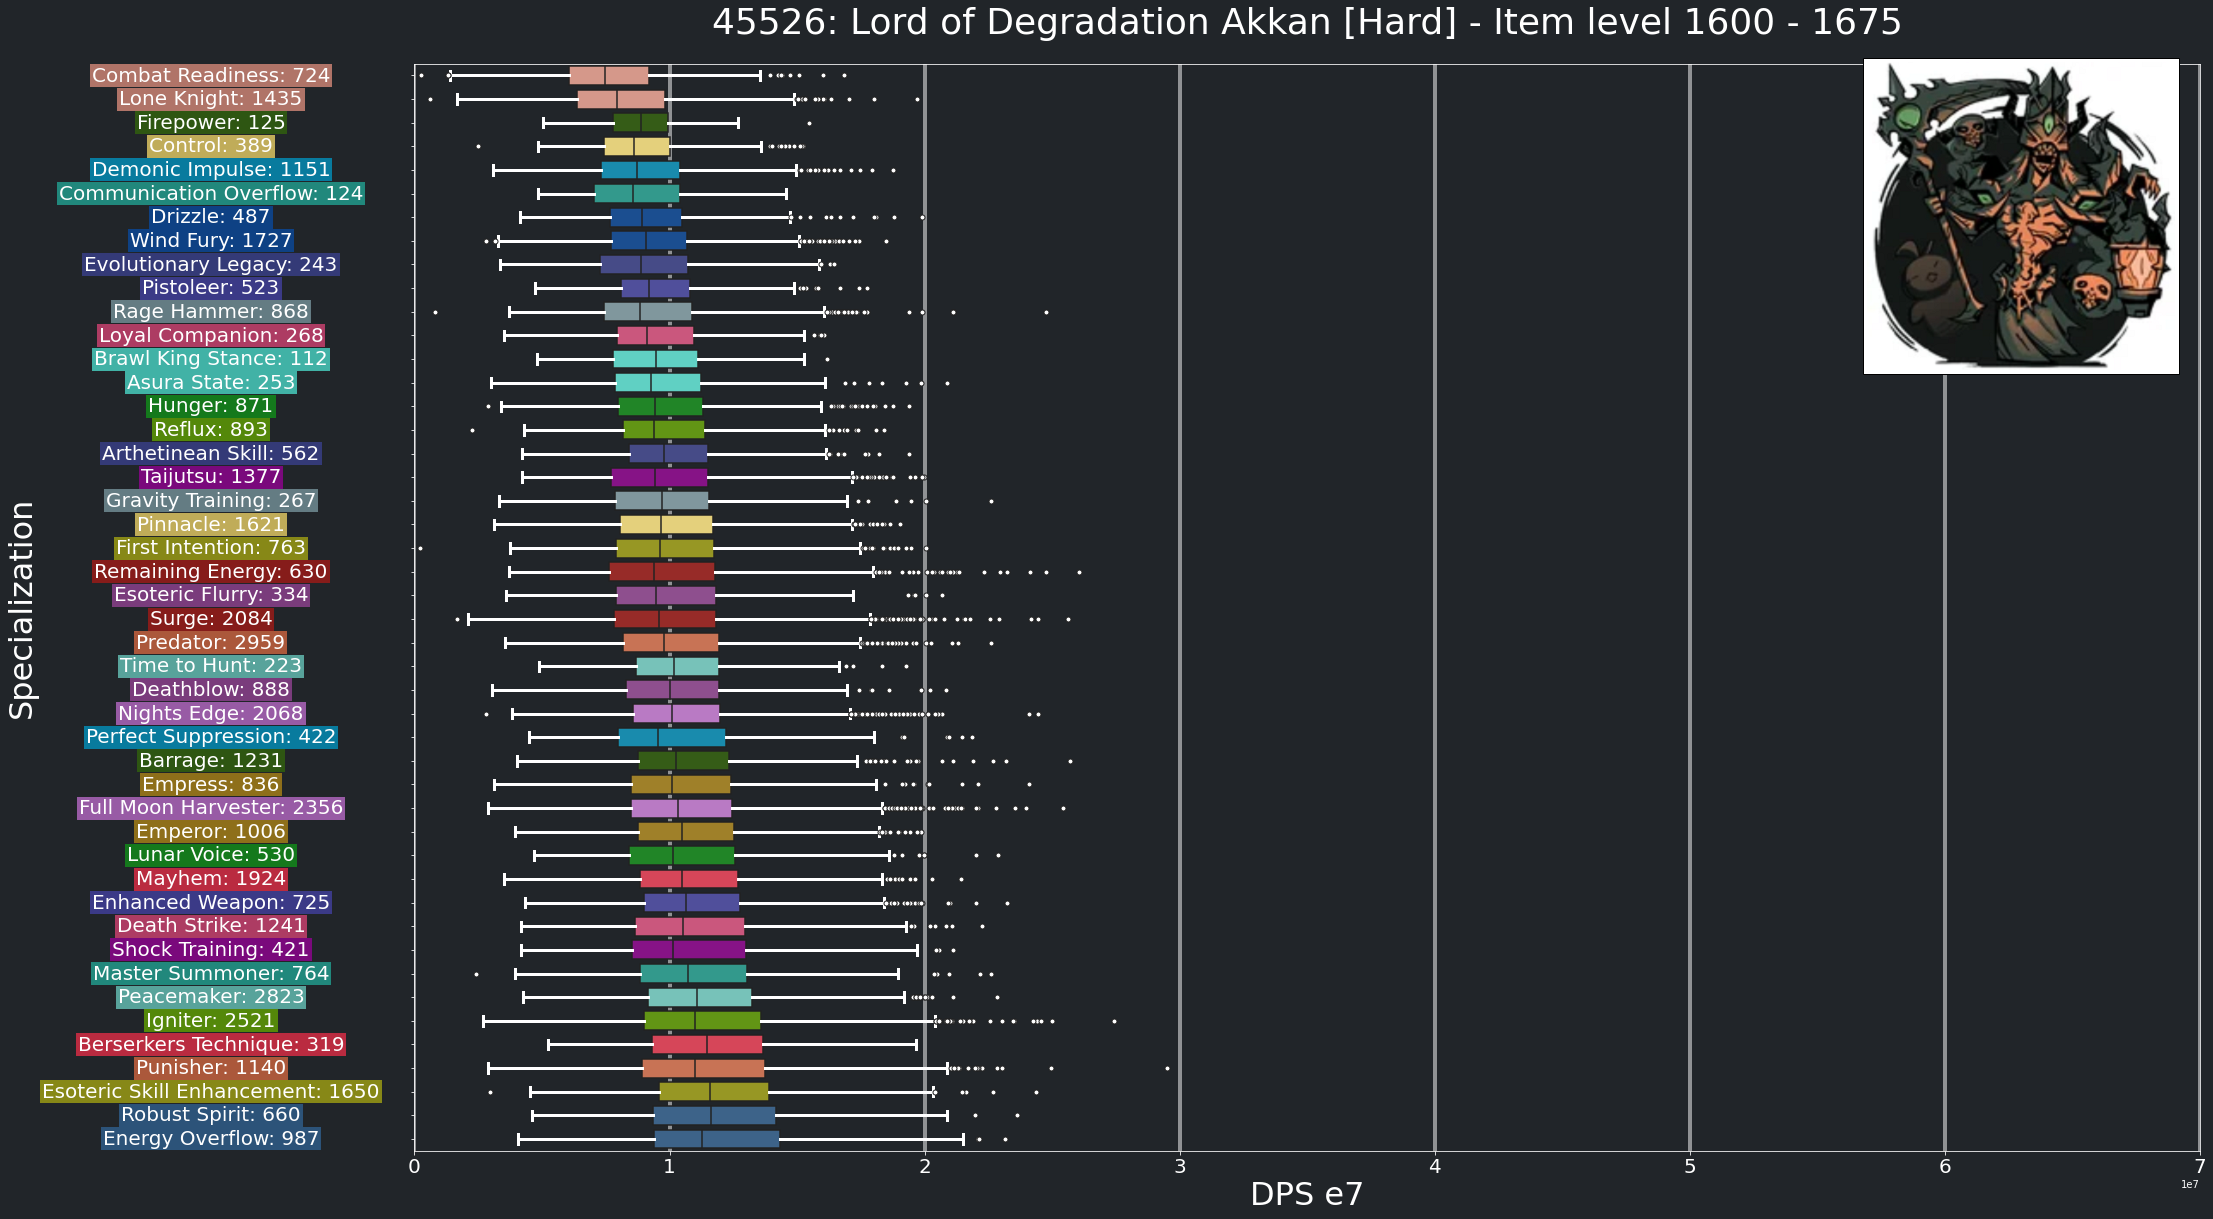 45526: Lord of Degradation Akkan [Hard] - Item level 1600 - 1675
Combat Readiness: 724
Lone Knight: 1435
Firepower: 125
Control: 389
Demonic Impulse: 1151
Communication Overflow: 124
Drizzle: 487
Wind Fury: 1727
Evolutionary Legacy: 243
Pistoleer: 523
Rage Hammer: 868
Loyal Companion: 268
Brawl King Stance: 112
Asura State: 253
Hunger: 871
Reflux: 893
Arthetinean Skill: 562
Taijutsu: 1377
Gravity Training: 267
Pinnacle: 1621
First Intention: 763
Remaining Energy: 630
Esoteric Flurry: 334
Surge: 2084
Predator: 2959
Time to Hunt: 223
Deathblow: 888
Nights Edge: 2068
Perfect Suppression: 422
Barrage: 1231
Empress: 836
Full Moon Harvester: 2356
Emperor: 1006
Lunar Voice: 530
Mayhem: 1924
Enhanced Weapon: 725
Death Strike: 1241
Shock Training: 421
Master Summoner: 764
Peacemaker: 2823
Igniter: 2521
Berserkers Technique: 319
Punisher: 1140
Esoteric Skill Enhancement: 1650
Robust Spirit: 660
Energy Overflow: 987
Specialization
0 1 2 3 4 5 6 7
1e7
DPS e7